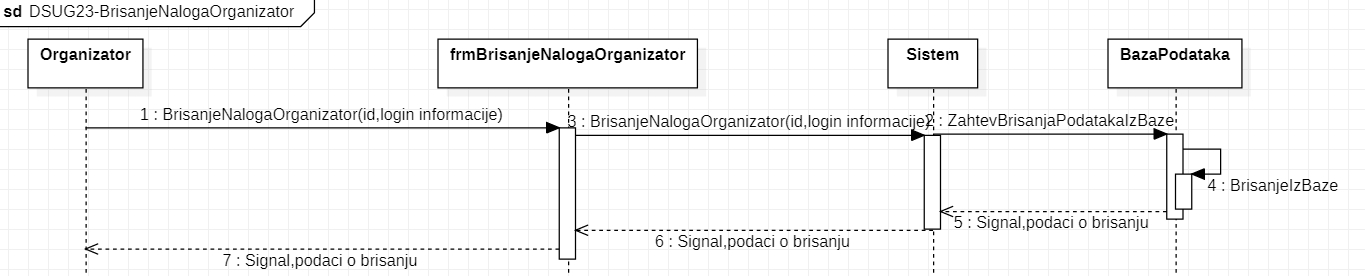 sd DSUG23-BrisanjeNalogaOrganizator
Organizator
frmBrisanjeNalogaOrganizator
Sistem
BazaPodataka
1 : BrisanjeNalogaOrganizator(id,login informacije)
3 : BrisanjeNalogaOrganizator(id,login informacije)
2 : ZahtevBrisanjaPodatakaIzBaze
4 : BrisanjeIzBaze
5 : Signal,podaci o brisanju
6 : Signal,podaci o brisanju
7 : Signal,podaci o brisanju